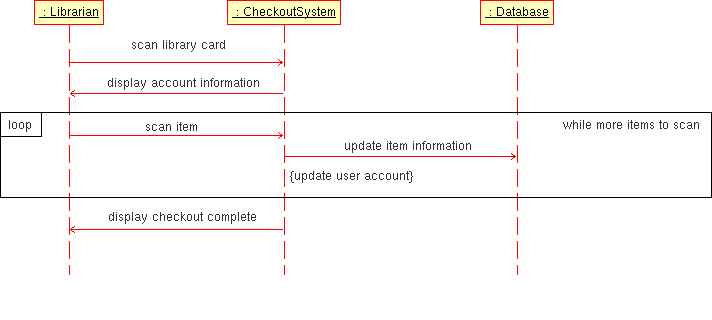 : Librarian
: CheckoutSystem
: Database
scan library card
display account information
loop
while more items to scan
scan item
update item information
{update user account}
display checkout complete